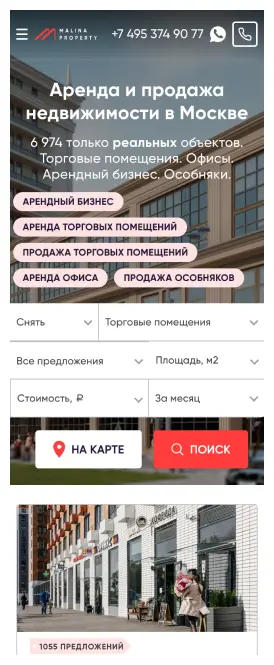 MALINA
PROPERTY
+7 495 374 90 77
Аренда и продажа
недвижимости в Москве
6 974 только реальных объектов.
Торговые помещения. Офисы.
Арендный бизнес. Особняки.
АРЕНДНЫЙ БИЗНЕС
АРЕНДА ТОРГОВЫХ ПОМЕЩЕНИЙ
ПРОДАЖА ТОРГОВЫХ ПОМЕЩЕНИЙ
АРЕНДА ОФИСА
ПРОДАЖА ОСОБНЯКОВ
Снять
Торговые помещения
Все предложения
Площадь, м2
Стоимость, ₽
За месяц
НА КАРТЕ
ПОИСК
1055 ПРЕДЛОЖЕНИЙ